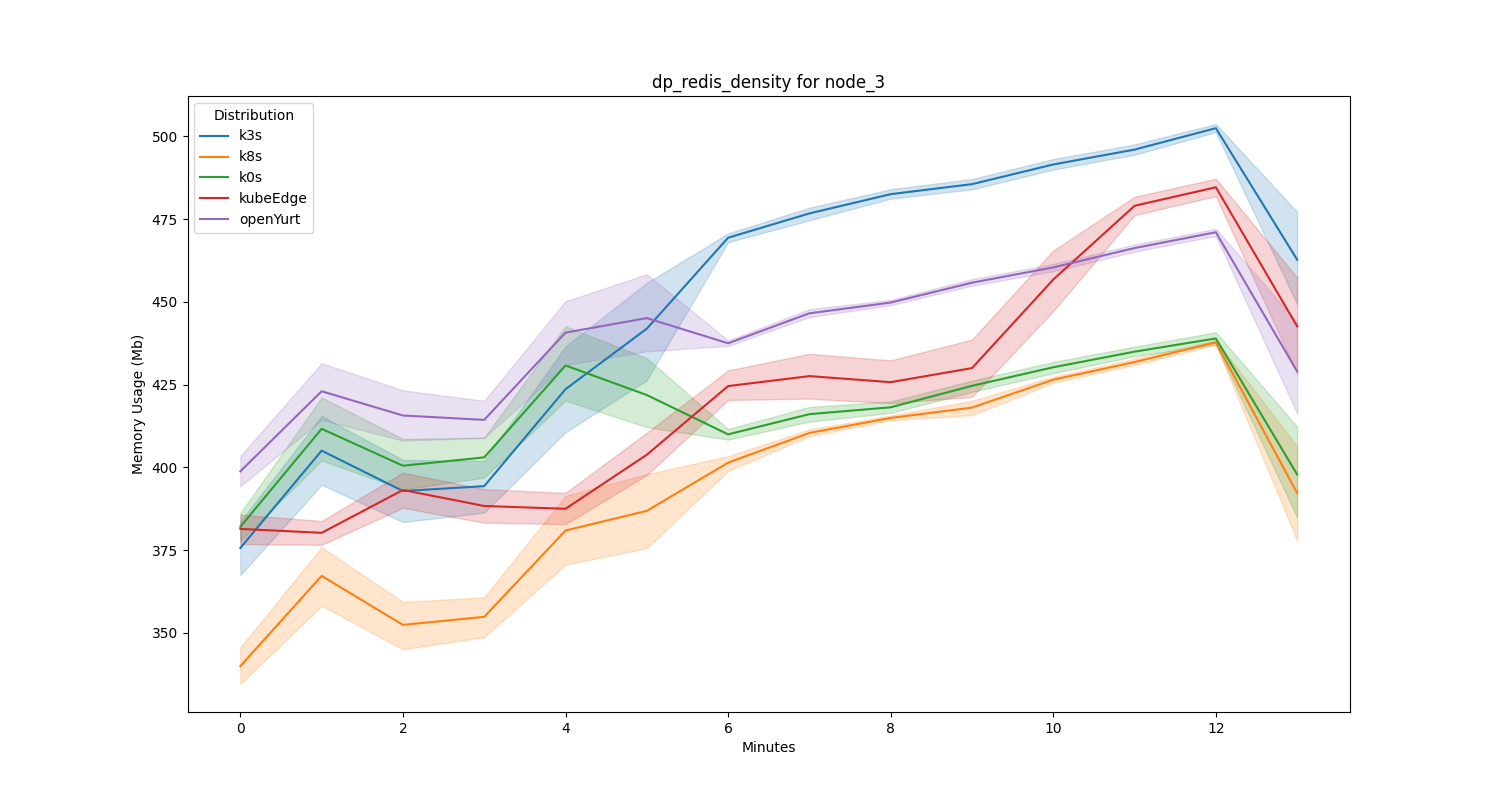 dp_redis_density for node_3
Distribution
k3s
k8s
k0s
kubeEdge
openYurt
Memory Usage (Mb)
500
475
450
425
400
375
350
0 2 4 6 8 10 12
Minutes